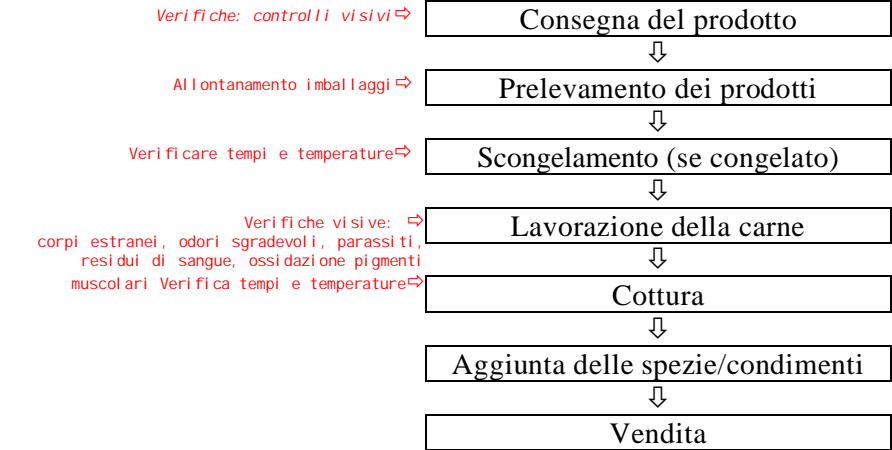 Verifiche: controlli visivi⇨ Consegna del prodotto
⇩
Allontanamento imballaggi⇨ Prelevamento dei prodotti
⇩
Verificare tempi e temperature⇨ Scongelamento (se congelato)
⇩
Verifiche visive: ⇨ Lavorazione della carne
corpi estranei, odori sgradevoli, parassiti,
residui di sangue, ossidazione pigmenti
⇩
muscolari Verifica tempi e temperature⇨ Cottura
⇩
Aggiunta delle spezie/condimenti
⇩
Vendita